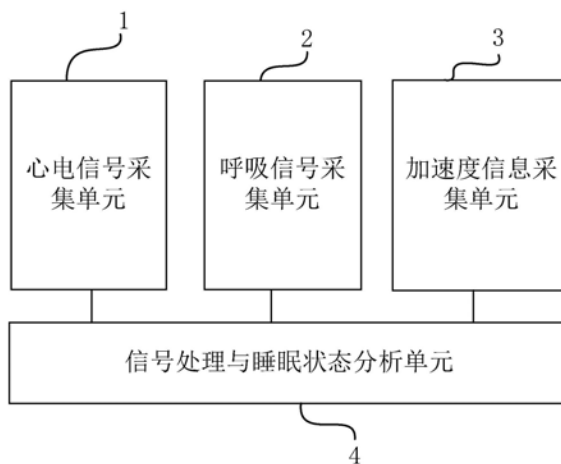 1
2
3
心电信号采
集单元
呼吸信号采
集单元
加速度信息采
集单元
信号处理与睡眠状态分析单元
4